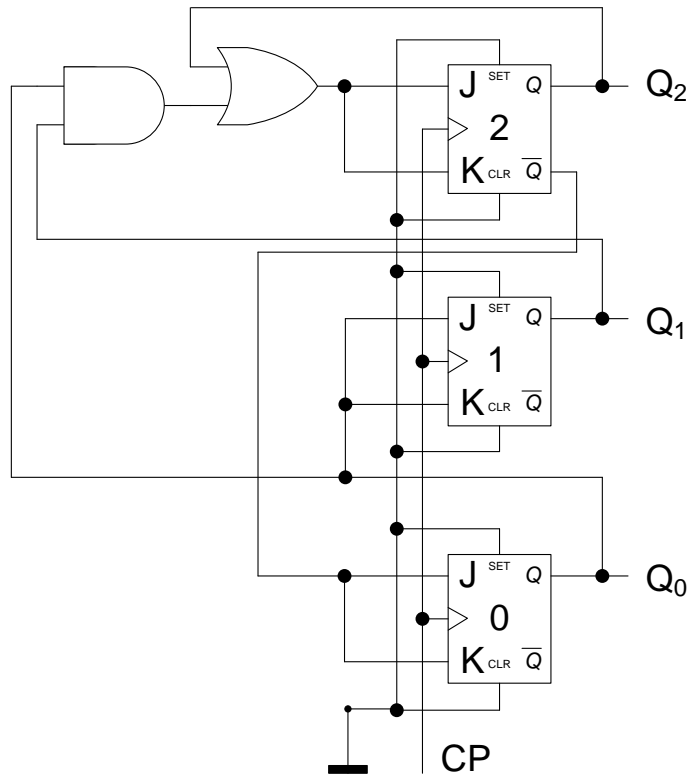 J SET Q Q2
2
K CLR Q̅
J SET Q Q1
1
K CLR Q̅
J SET Q Q0
0
K CLR Q̅
CP